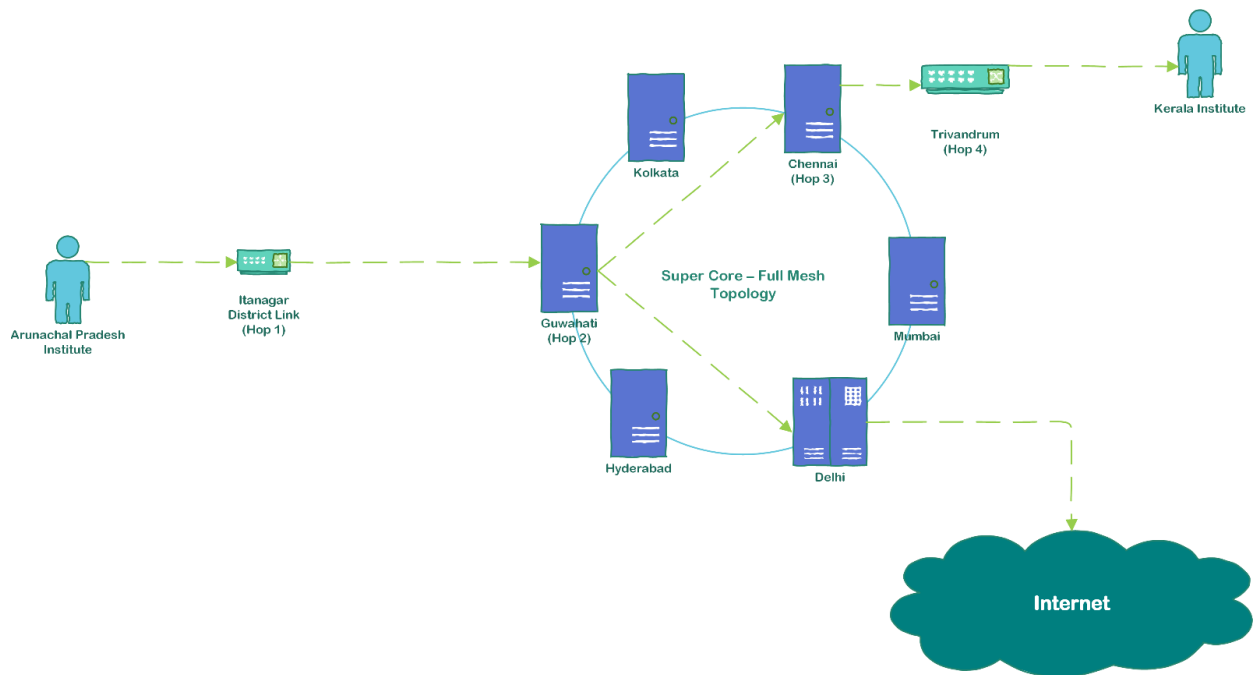 Kerala Institute
Trivandrum
(Hop 4)
Chennai
(Hop 3)
Kolkata
Super Core – Full Mesh
Topology
Itanagar
District Link
(Hop 1)
Guwahati
(Hop 2)
Arunachal Pradesh
Institute
Mumbai
Hyderabad
Delhi
Internet